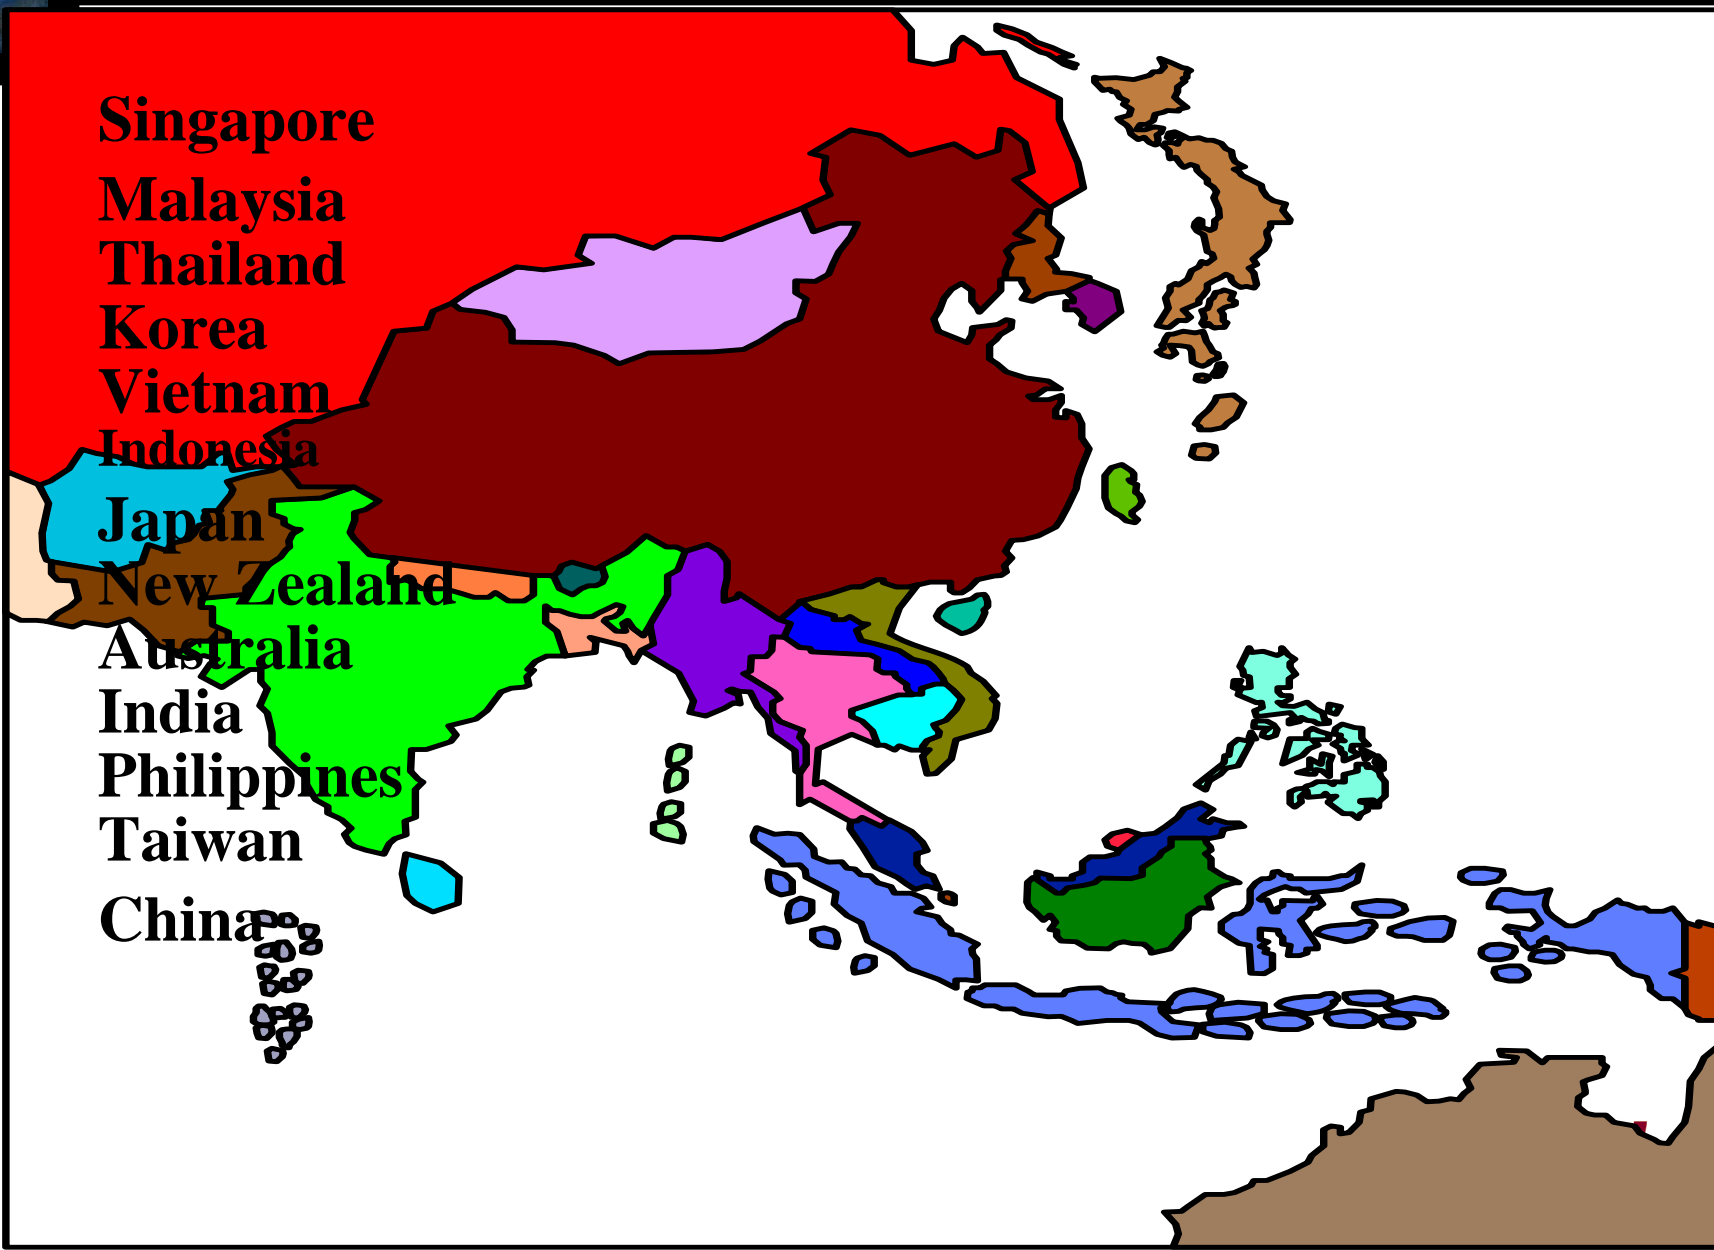 Singapore
Malaysia
Thailand
Korea
Vietnam
Indonesia
Japan
New Zealand
Australia
India
Philippines
Taiwan
China